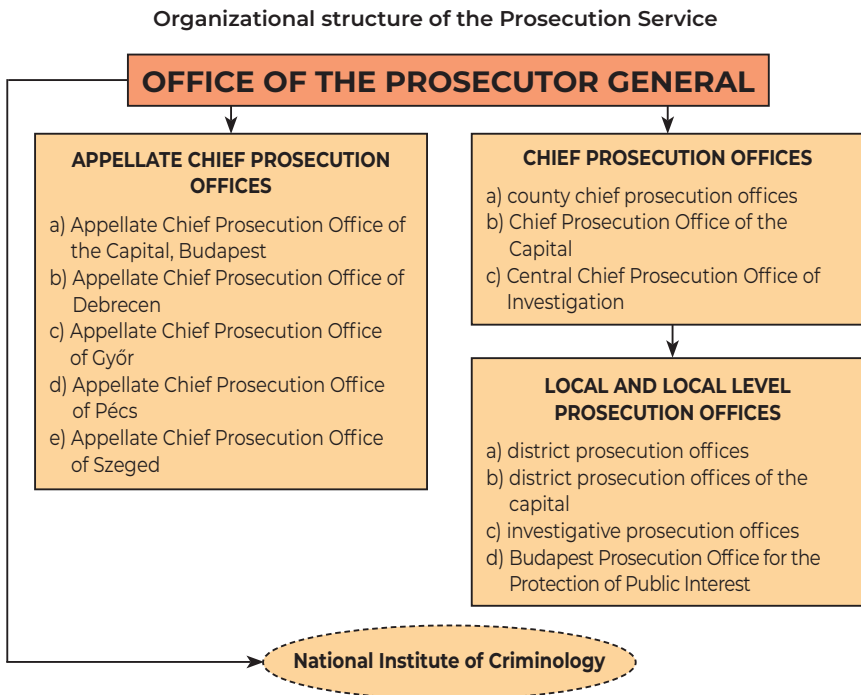 Organizational structure of the Prosecution Service
OFFICE OF THE PROSECUTOR GENERAL
APPELLATE CHIEF PROSECUTION
OFFICES
a) Appellate Chief Prosecution Office of
the Capital, Budapest
b) Appellate Chief Prosecution Office of
Debrecen
c) Appellate Chief Prosecution Office
of Győr
d) Appellate Chief Prosecution Office
of Pécs
e) Appellate Chief Prosecution Office
of Szeged
CHIEF PROSECUTION OFFICES
a) county chief prosecution offices
b) Chief Prosecution Office of the
Capital
c) Central Chief Prosecution Office of
Investigation
LOCAL AND LOCAL LEVEL
PROSECUTION OFFICES
a) district prosecution offices
b) district prosecution offices of the
capital
c) investigative prosecution offices
d) Budapest Prosecution Office for the
Protection of Public Interest
National Institute of Criminology